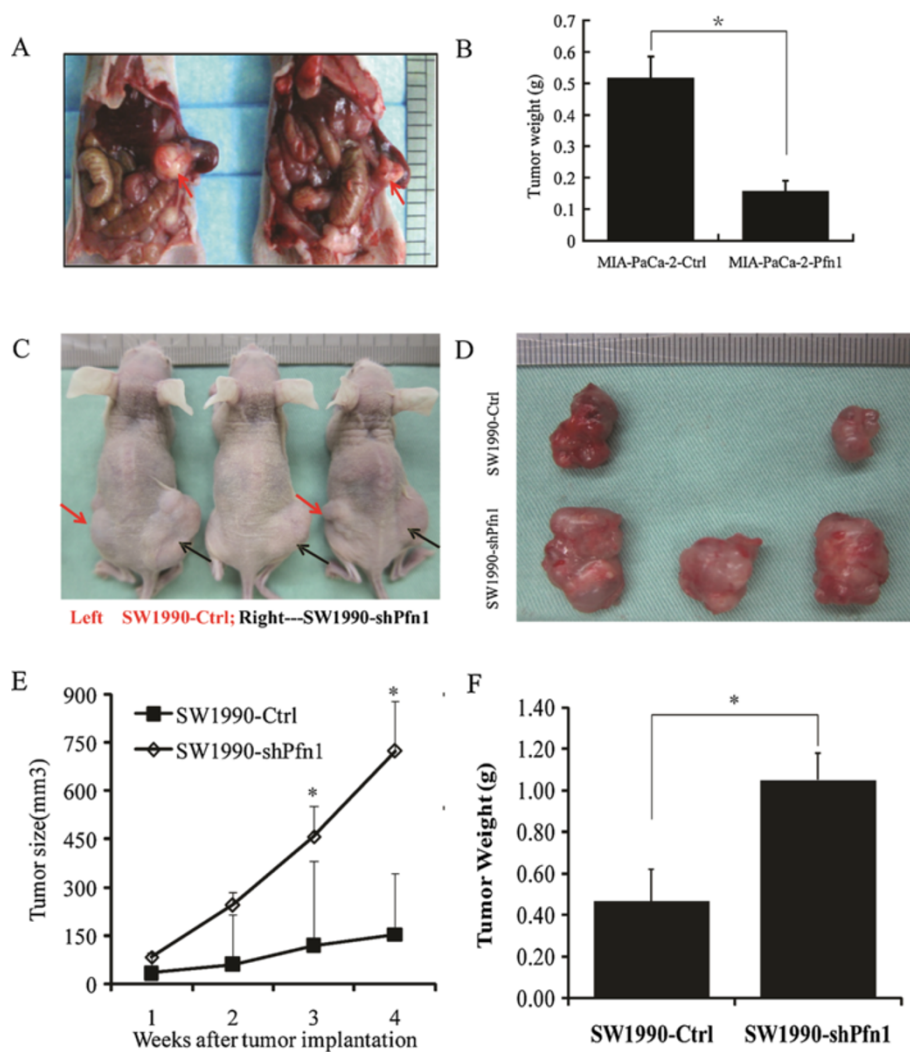 A
B
0.7
0.6
0.5
0.4
0.3
0.2
0.1
0
Tumor weight (g)
*
MIA-PaCa-2-Ctrl
MIA-PaCa-2-Pfn1
C
Left SW1990-Ctrl; Right---SW1990-shPfn1
D
SW1990-Ctrl
SW1990-shPfn1
E
900
750
600
450
300
150
0
Tumor size(mm3)
SW1990-Ctrl
SW1990-shPfn1
*
*
1 2 3 4
Weeks after tumor implantation
F
1.40
1.20
1.00
0.80
0.60
0.40
0.20
0.00
Tumor Weight (g)
*
SW1990-Ctrl
SW1990-shPfn1